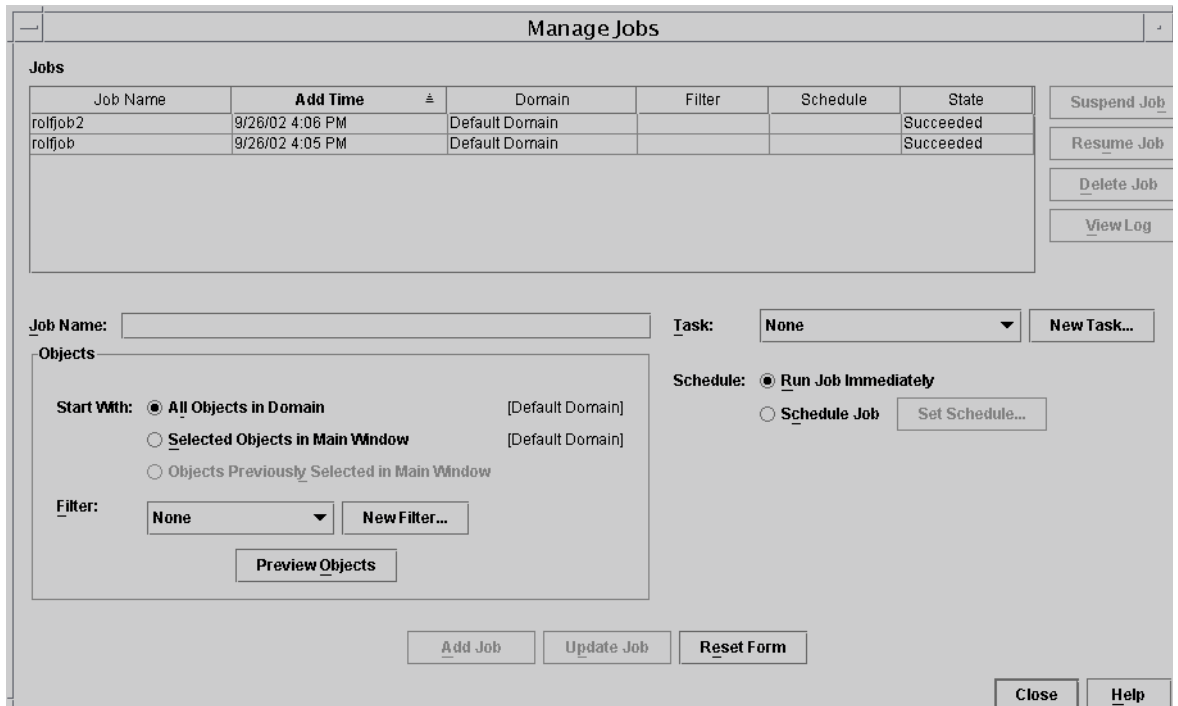 Manage Jobs
Jobs
Job Name Add Time Domain Filter Schedule State
rolfjob2 9/26/02 4:06 PM Default Domain Succeeded
rolfjob 9/26/02 4:05 PM Default Domain Succeeded
Suspend Job
Resume Job
Delete Job
View Log
Job Name:
Task: None New Task...
Objects
Schedule: Run Job Immediately
Schedule Job Set Schedule...
Start With: All Objects in Domain [Default Domain]
Selected Objects in Main Window [Default Domain]
Objects Previously Selected in Main Window
Filter: None New Filter...
Preview Objects
Add Job Update Job Reset Form
Close Help